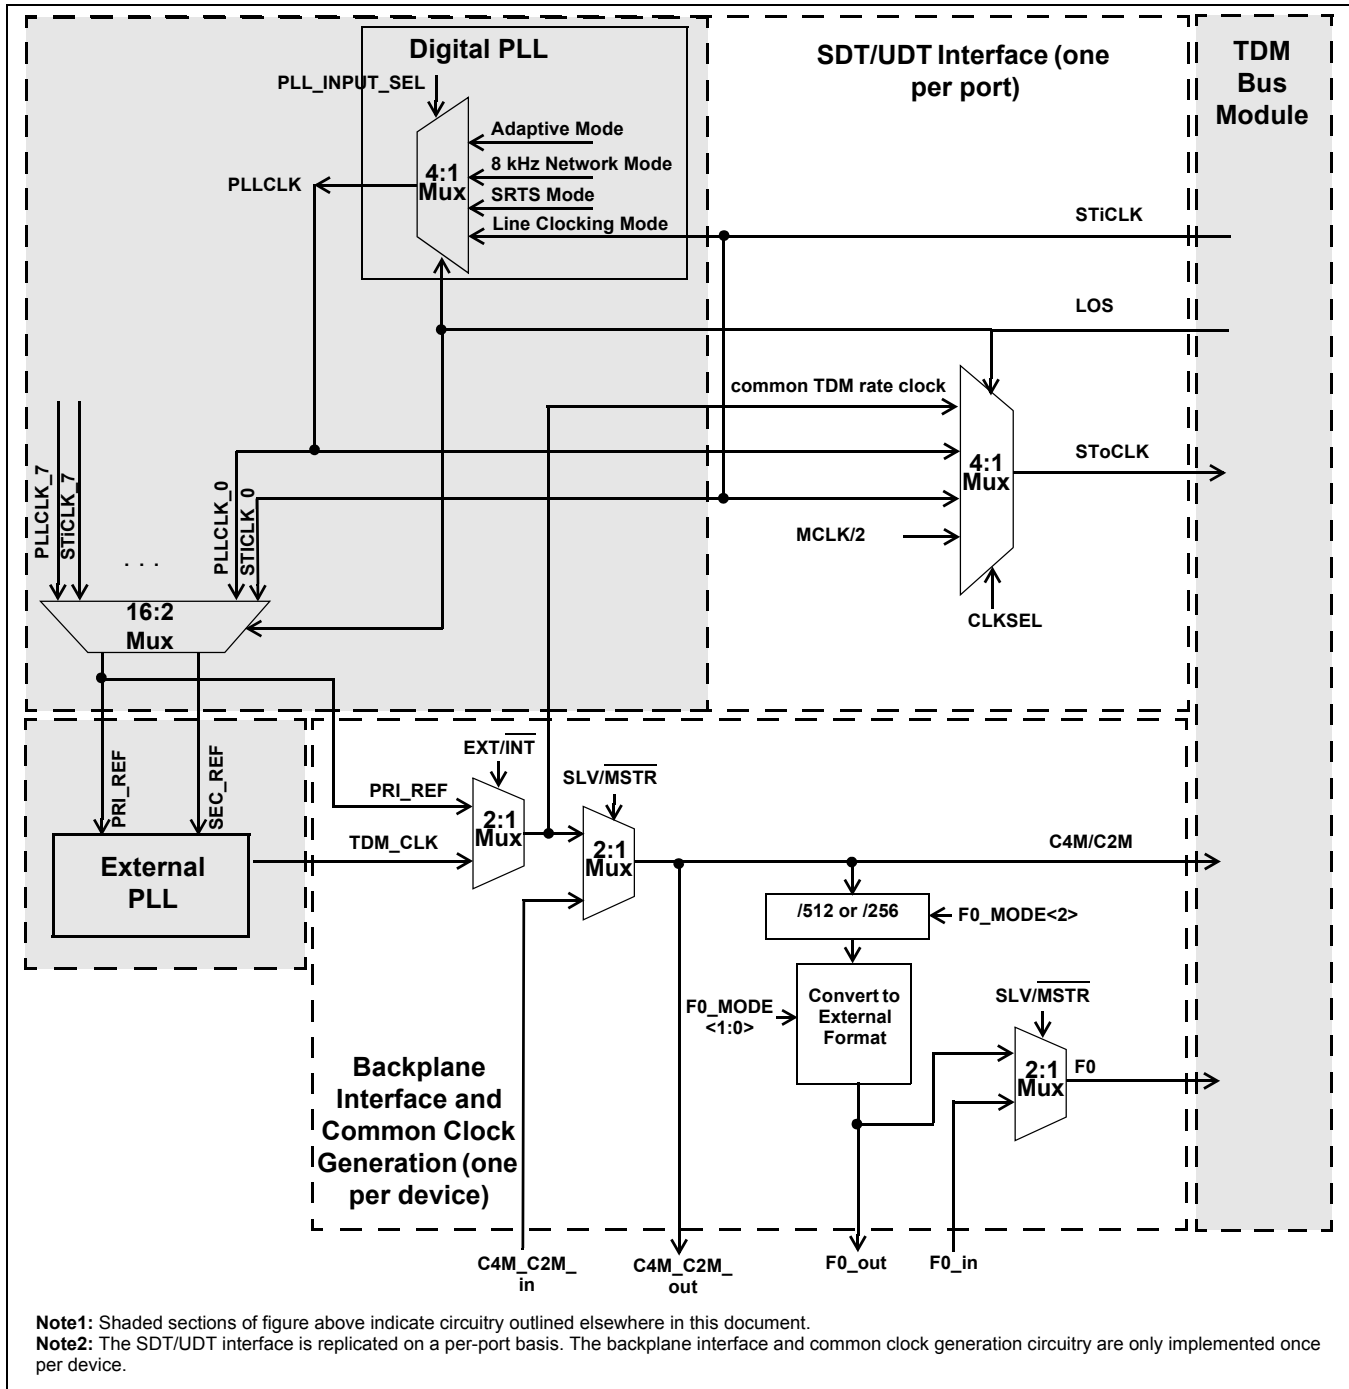 Digital PLL
PLL_INPUT_SEL
Adaptive Mode
8 kHz Network Mode
SRTS Mode
Line Clocking Mode
4:1
Mux
PLLCLK
SDT/UDT Interface (one
per port)
TDM
Bus
Module
STiCLK
LOS
common TDM rate clock
4:1
Mux
SToCLK
MCLK/2
CLKSEL
PLLCLK_7
STiCLK_7
. . .
PLLCLK_0
STICLK_0
16:2
Mux
PRI_REF
SEC_REF
External
PLL
EXT/INT
PRI_REF
TDM_CLK
2:1
Mux
SLV/MSTR
2:1
Mux
C4M/C2M
/512 or /256
F0_MODE<2>
Convert to
External
Format
F0_MODE
<1:0>
SLV/MSTR
2:1
Mux
F0
Backplane
Interface and
Common Clock
Generation (one
per device)
C4M_C2M_
in
C4M_C2M_
out
F0_out
F0_in
Note1: Shaded sections of figure above indicate circuitry outlined elsewhere in this document.
Note2: The SDT/UDT interface is replicated on a per-port basis. The backplane interface and common clock generation circuitry are only implemented once
per device.